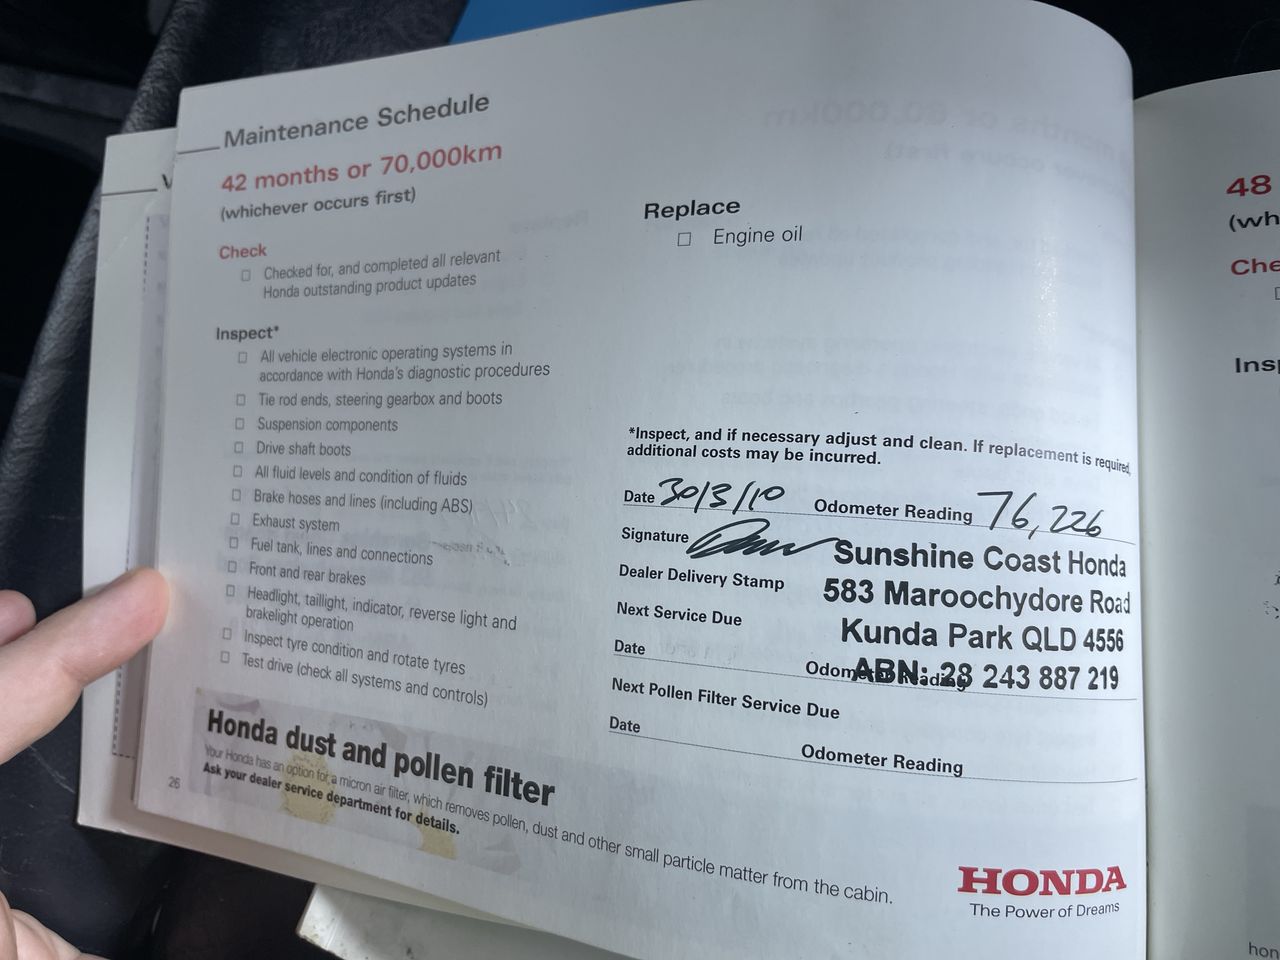 Maintenance Schedule
42 months or 70,000km
(whichever occurs first)
Check
Checked for, and completed all relevant
Honda outstanding product updates
Inspect*
All vehicle electronic operating systems in
accordance with Honda's diagnostic procedures
Tie rod ends, steering gearbox and boots
Suspension components
Drive shaft boots
All fluid levels and condition of fluids
Brake hoses and lines (including ABS)
Exhaust system
Fuel tank, lines and connections
Front and rear brakes
Headlight, taillight, indicator, reverse light and
brakelight operation
Inspect tyre condition and rotate tyres
Test drive (check all systems and controls)
Replace
Engine oil
*Inspect, and if necessary adjust and clean. If replacement is required,
additional costs may be incurred.
Date 30/3/10 Odometer Reading 76,226
Signature
Sunshine Coast Honda
Dealer Delivery Stamp
583 Maroochydore Road
Next Service Due
Kunda Park QLD 4556
Date Odometer Reading
ABN: 28 243 887 219
Next Pollen Filter Service Due
Date Odometer Reading
Honda dust and pollen filter
Your Honda has an option for a micron air filter, which removes pollen, dust and other small particle matter from the cabin.
Ask your dealer service department for details.
26
HONDA
The Power of Dreams
48
(wh
Che
Insp
hon